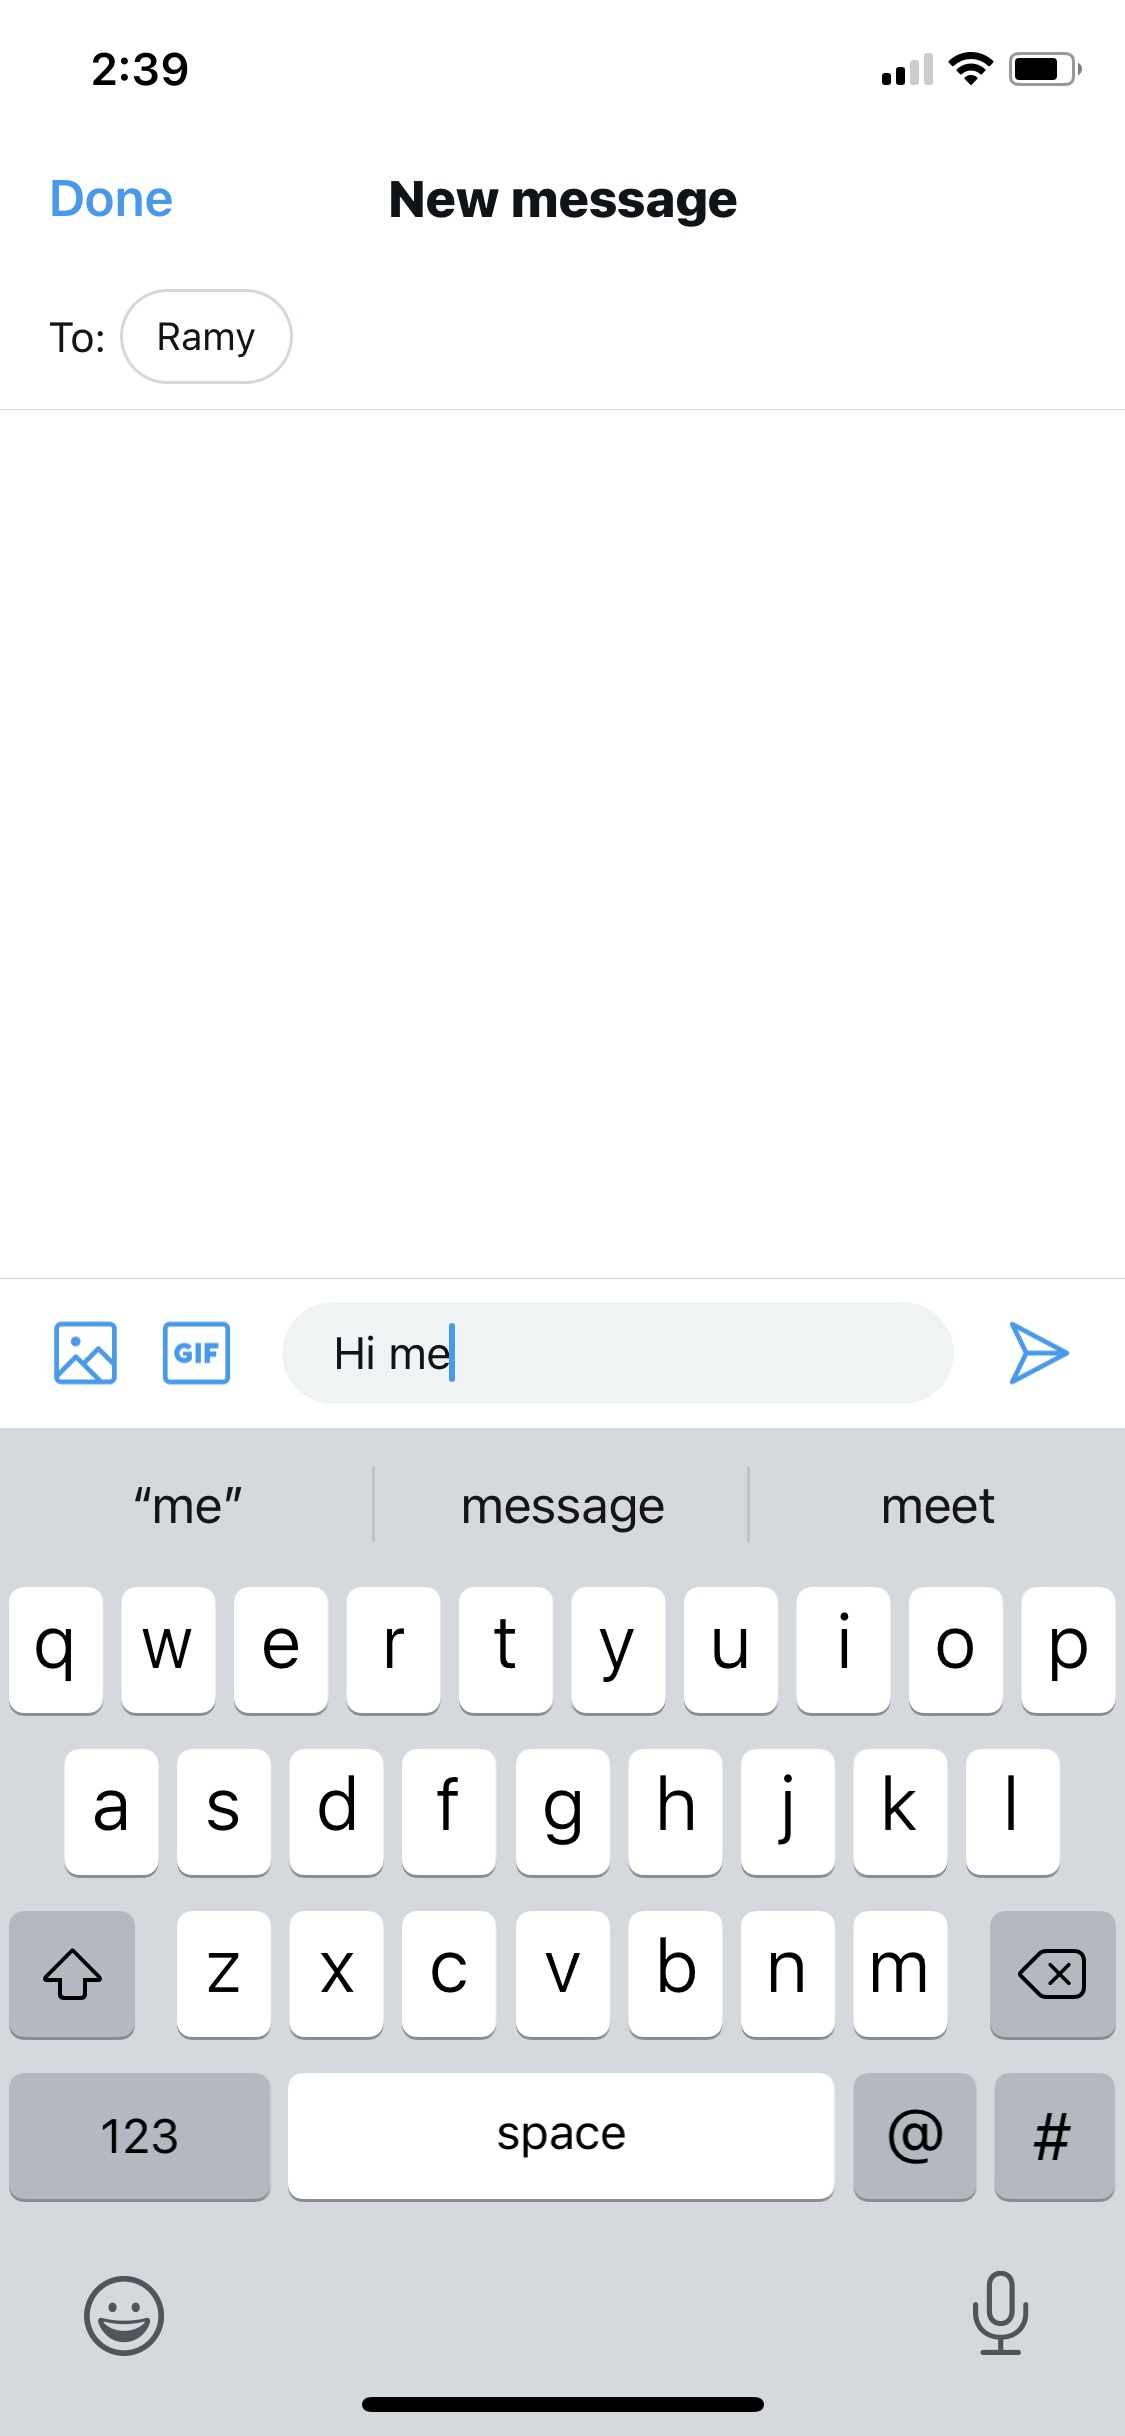 2:39
Done New message
To: Ramy
GIF Hi me
“me” message meet
q w e r t y u i o p
a s d f g h j k l
z x c v b n m
123 space @ #